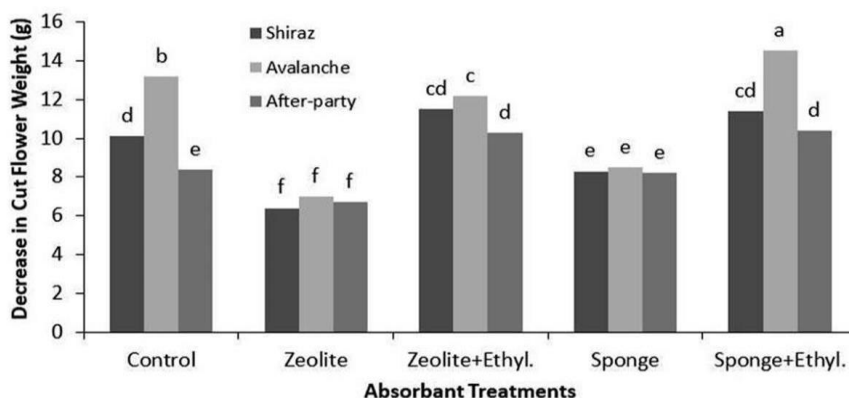 Decrease in Cut Flower Weight (g)
16
14
12
10
8
6
4
2
0
Shiraz
Avalanche
After-party
d
b
e
f
f
f
cd
c
d
e
e
e
cd
a
d
Control
Zeolite
Zeolite+Ethyl.
Sponge
Sponge+Ethyl.
Absorbant Treatments